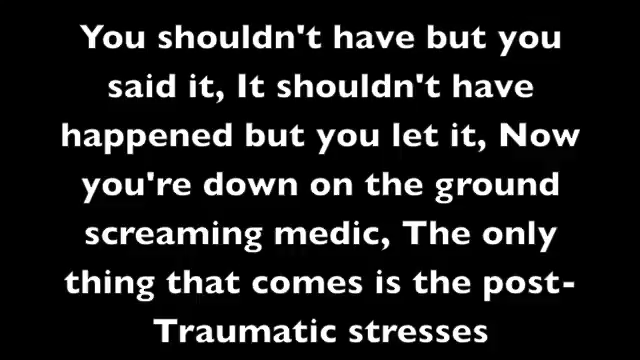 You shouldn't have but you
said it, It shouldn't have
happened but you let it, Now
you're down on the ground
screaming medic, The only
thing that comes is the post-
Traumatic stresses